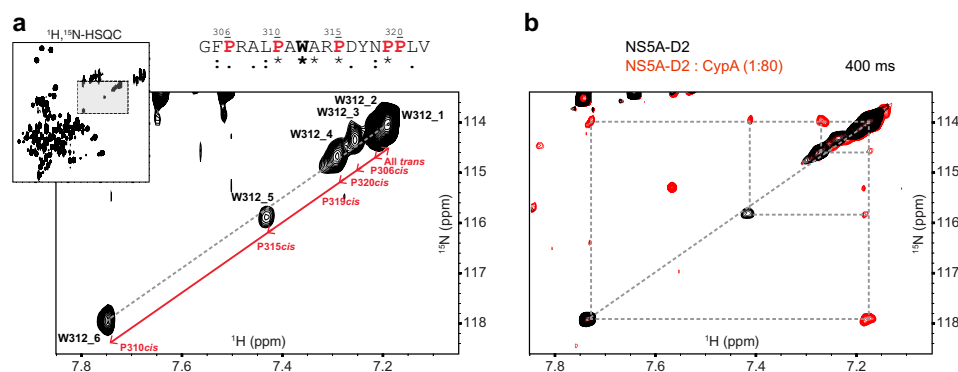 a
¹H,¹⁵N-HSQC
306 310 315 320
GFPRALPAWARPDYNPPLV
: : . : * * * * : : * .
W312_2
W312_3
W312_1
W312_4
All trans
P306cis
P320cis
W312_5
P319cis
P315cis
W312_6
P310cis
114
115
116
117
118
¹⁵N (ppm)
7.8 7.6 7.4 7.2
¹H (ppm)
b
NS5A-D2
NS5A-D2 : CypA (1:80)
400 ms
114
115
116
117
118
¹⁵N (ppm)
7.8 7.6 7.4 7.2
¹H (ppm)